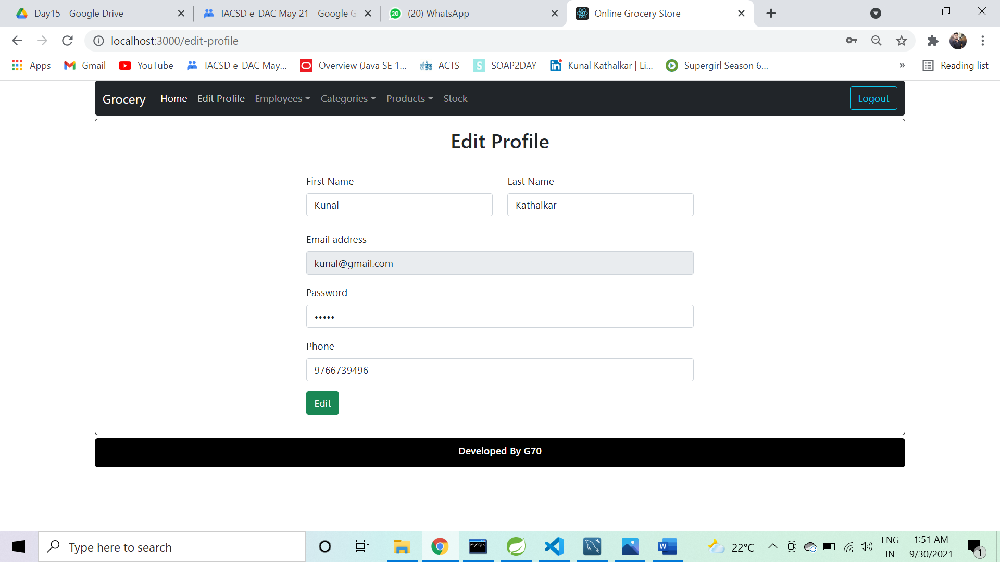 Day15 - Google Drive
IACSD e-DAC May 21 - Google G
20 (20) WhatsApp
Online Grocery Store
localhost:3000/edit-profile
Apps Gmail YouTube IACSD e-DAC May... Overview (Java SE 1... ACTS S SOAP2DAY in Kunal Kathalkar | Li... Supergirl Season 6... » Reading list
Grocery Home Edit Profile Employees Categories Products Stock Logout
Edit Profile
First Name Last Name
Kunal Kathalkar
Email address
kunal@gmail.com
Password
•••••
Phone
9766739496
Edit
Developed By G70
Type here to search
MySQL
W
22°C
ENG
IN
1:51 AM
9/30/2021
1